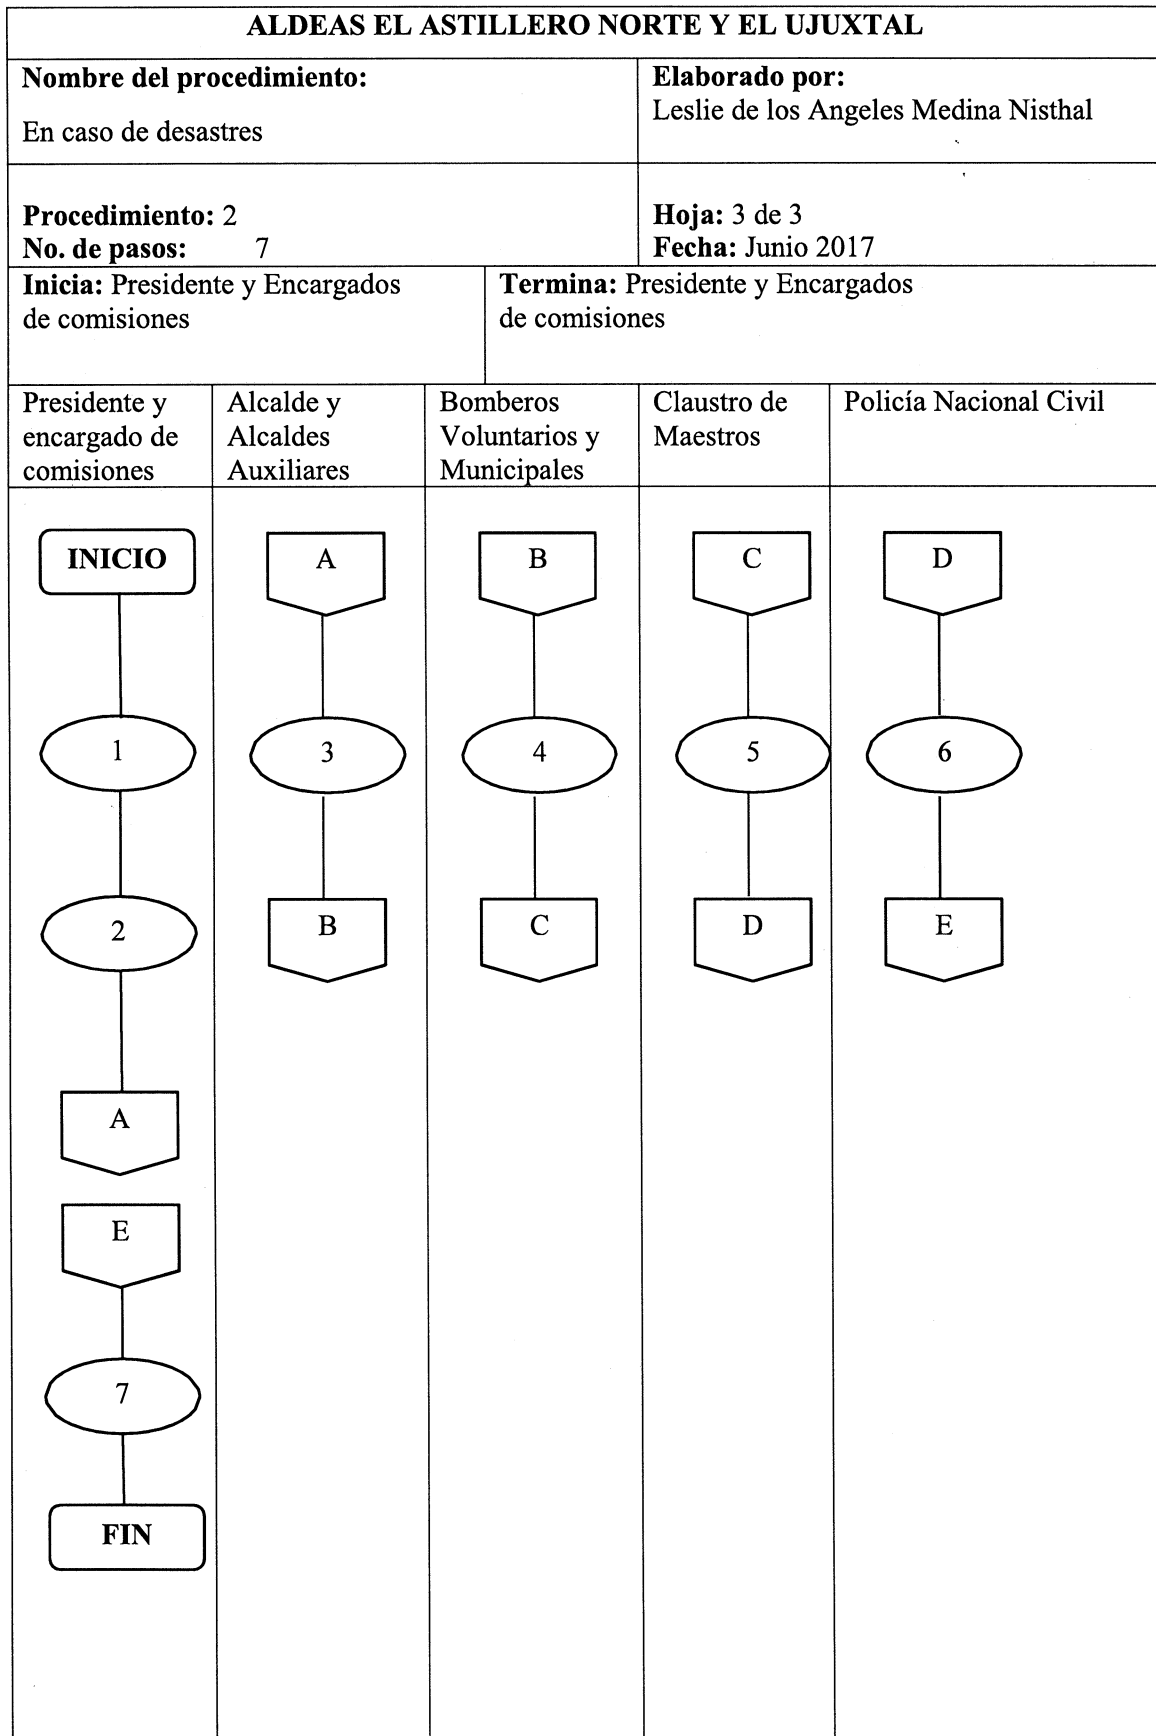 ALDEAS EL ASTILLERO NORTE Y EL UJUXTAL
Nombre del procedimiento:
En caso de desastres
Elaborado por:
Leslie de los Angeles Medina Nisthal
Procedimiento: 2
No. de pasos: 7
Hoja: 3 de 3
Fecha: Junio 2017
Inicia: Presidente y Encargados
de comisiones
Termina: Presidente y Encargados
de comisiones
Presidente y
encargado de
comisiones
Alcalde y
Alcaldes
Auxiliares
Bomberos
Voluntarios y
Municipales
Claustro de
Maestros
Policía Nacional Civil
INICIO
1
2
A
E
7
FIN
A
3
B
B
4
C
C
5
D
D
6
E